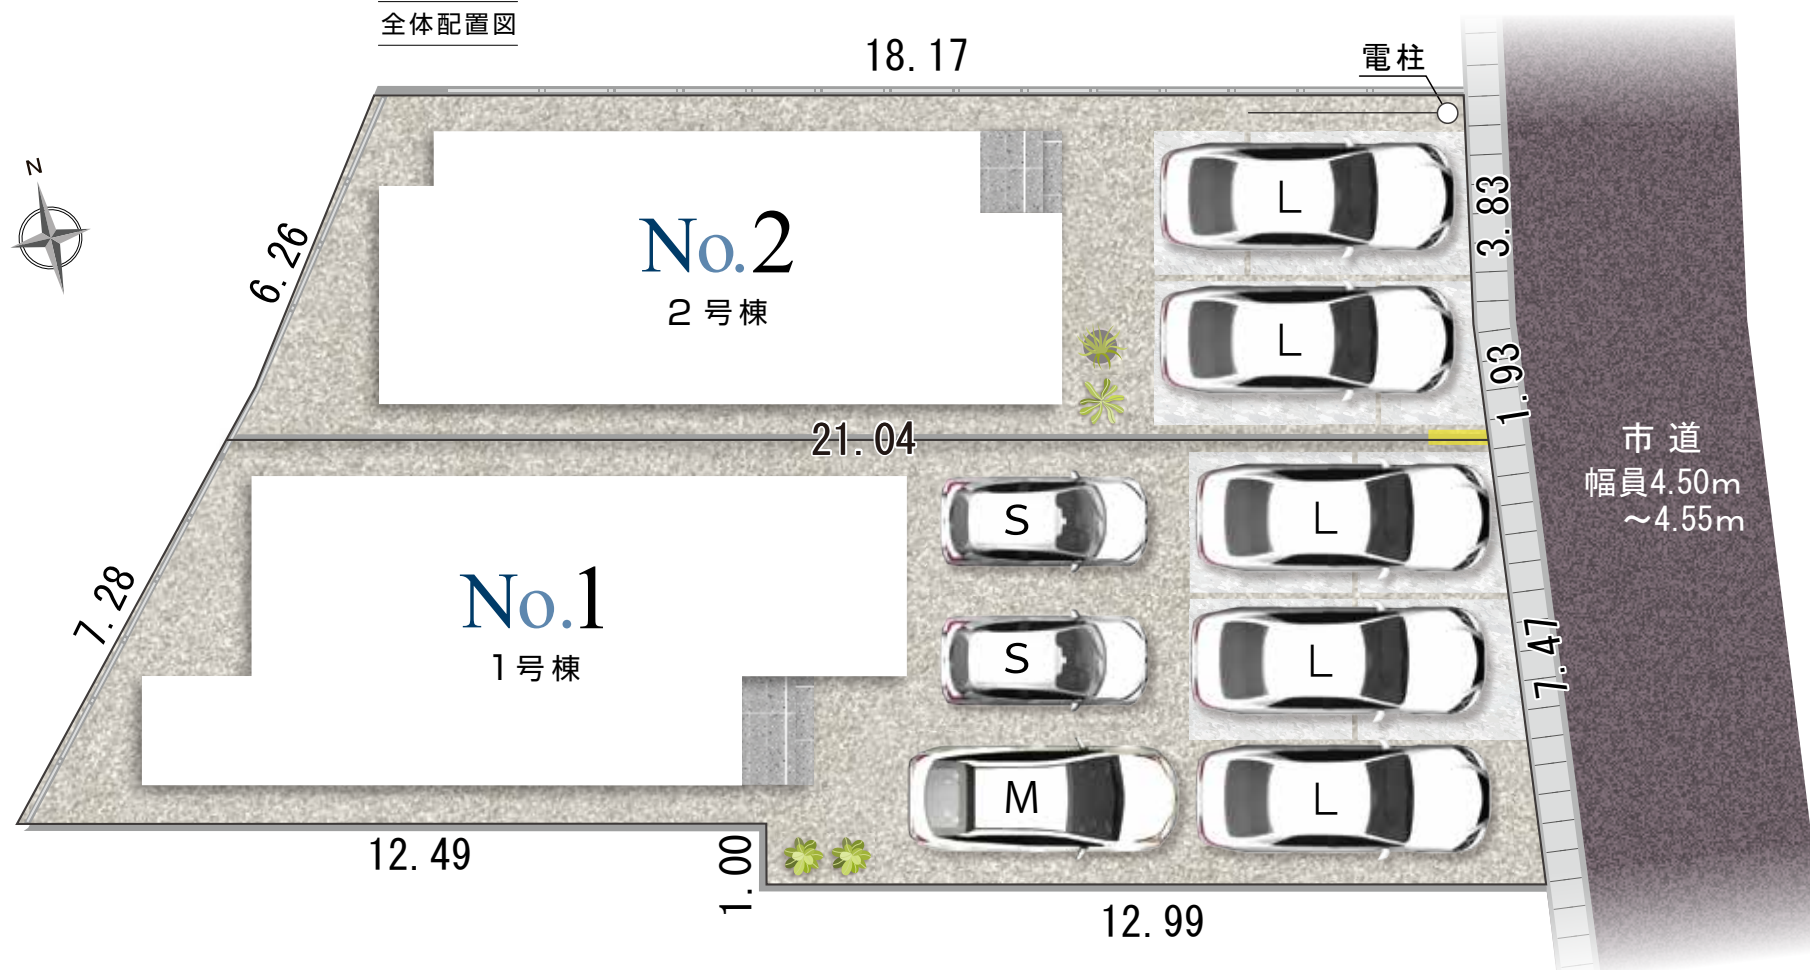 全体配置図
18.17
電柱
N
L
3.83
6.26
No.2
2号棟
L
1.93
21.04
市道
幅員4.50m
～4.55m
S
L
7.28
No.1
1号棟
S
L
7.47
M
L
12.49
1.00
12.99